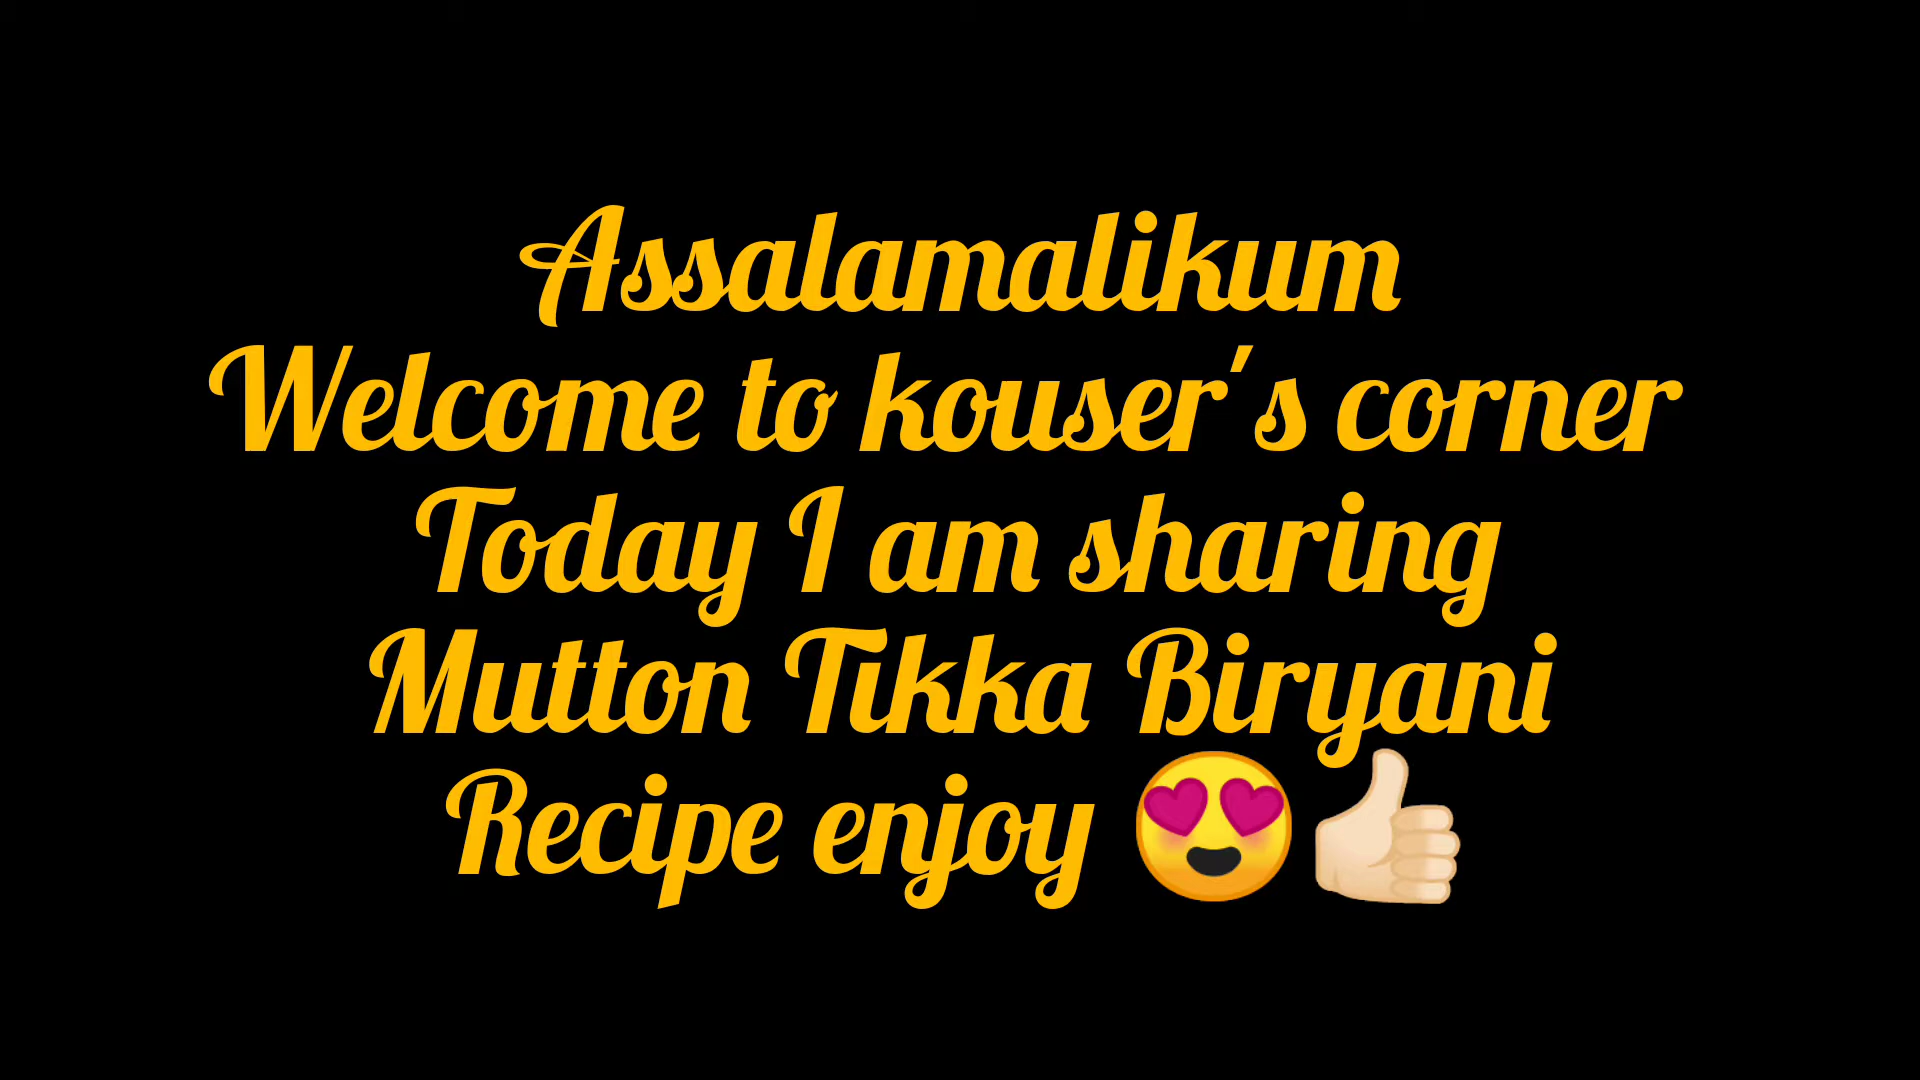 Assalamalikum
Welcome to kouser's corner
Today I am sharing
Mutton Tikka Biryani
Recipe enjoy 😍👍🏻